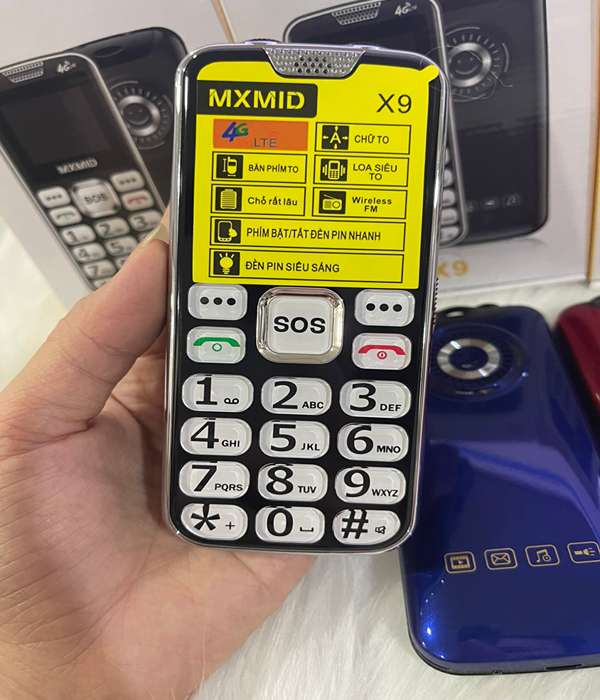 4G
MXMID
SOS
MXMID X9
4G LTE
CHỮ TO
BÀN PHÍM TO
LOA SIÊU TO
Chờ rất lâu
Wireless FM
PHÍM BẬT/TẮT ĐÈN PIN NHANH
ĐÈN PIN SIÊU SÁNG
SOS
1
2 ABC
3 DEF
4 GHI
5 JKL
6 MNO
7 PQRS
8 TUV
9 WXYZ
* +
0
#
4G
X9